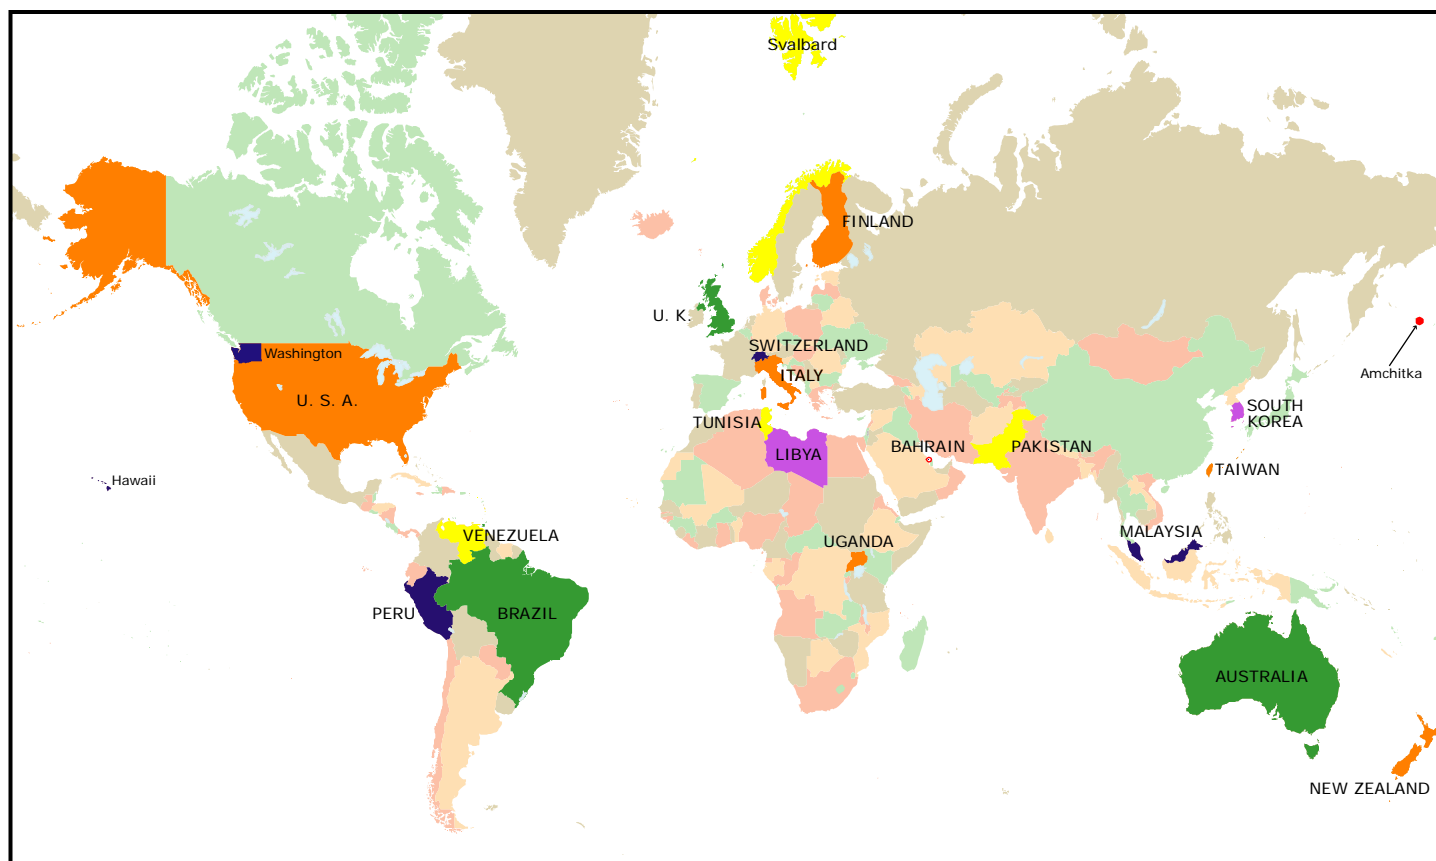 Svalbard
FINLAND
U. K.
SWITZERLAND
Washington
ITALY
Amchitka
U. S. A.
SOUTH
KOREA
TUNISIA
LIBYA
BAHRAIN
PAKISTAN
TAIWAN
Hawaii
VENEZUELA
UGANDA
MALAYSIA
PERU
BRAZIL
AUSTRALIA
NEW ZEALAND